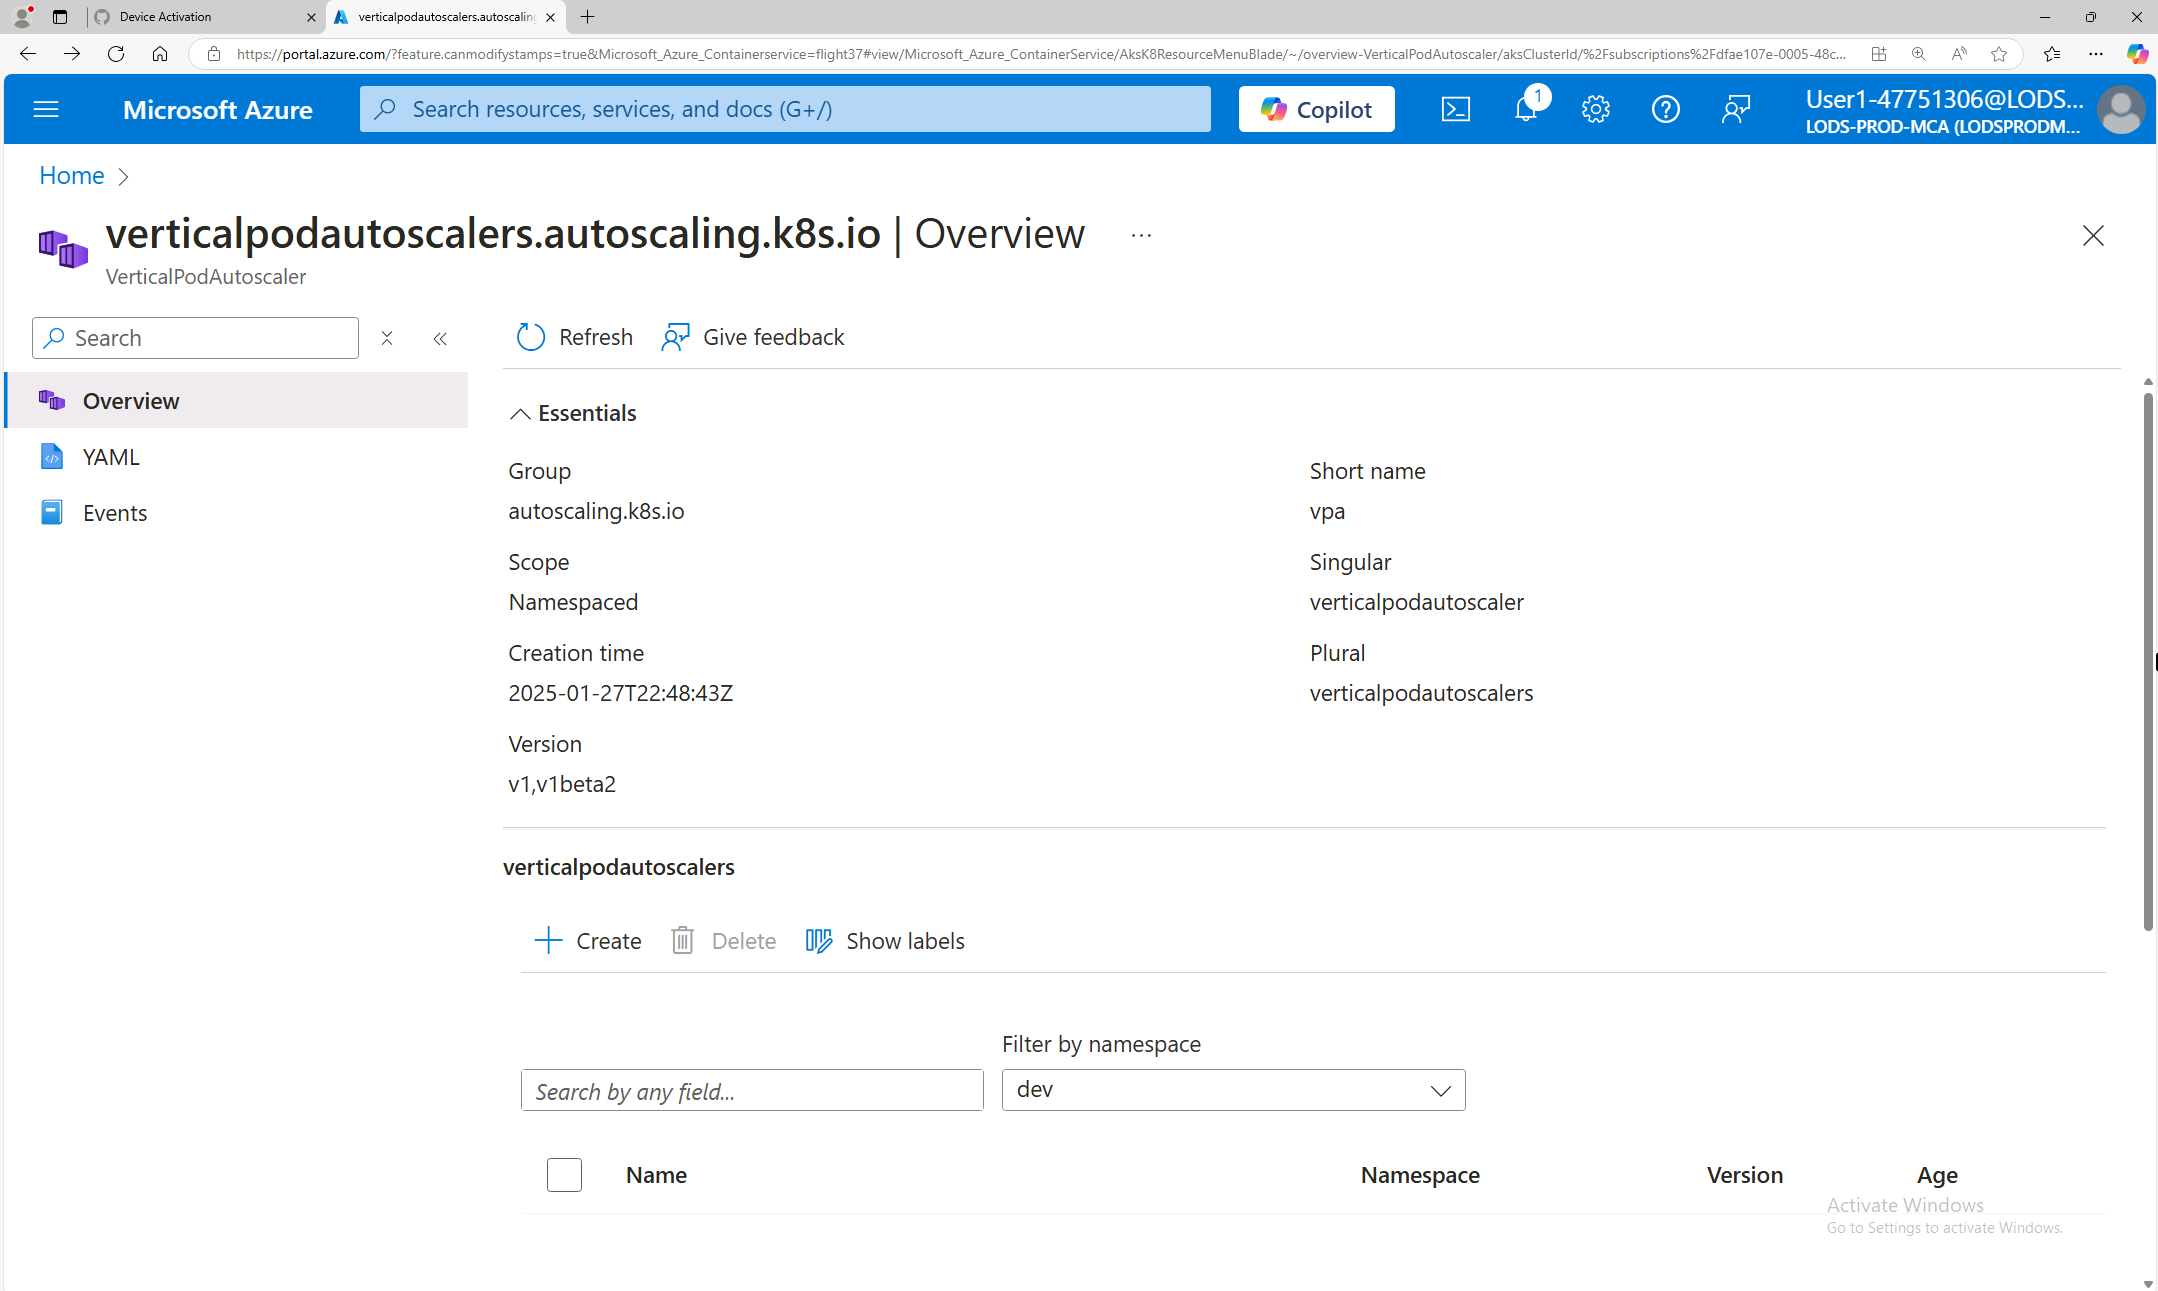 Device Activation
verticalpodautoscalers.autoscaling
https://portal.azure.com/?feature.canmodifystamps=true&Microsoft_Azure_Containerservice=flight37#view/Microsoft_Azure_ContainerService/AksK8ResourceMenuBlade/~/overview-VerticalPodAutoscaler/aksClusterId/%2Fsubscriptions%2Fdfae107e-0005-48c...
Microsoft Azure
Search resources, services, and docs (G+/)
Copilot
1
User1-47751306@LODS...
LODS-PROD-MCA (LODSPRODM...
Home
verticalpodautoscalers.autoscaling.k8s.io | Overview
...
VerticalPodAutoscaler
Search
Refresh
Give feedback
Overview
YAML
Events
Essentials
Group
autoscaling.k8s.io
Scope
Namespaced
Creation time
2025-01-27T22:48:43Z
Version
v1,v1beta2
Short name
vpa
Singular
verticalpodautoscaler
Plural
verticalpodautoscalers
verticalpodautoscalers
Create
Delete
Show labels
Filter by namespace
Search by any field...
dev
Name Namespace Version Age
Activate Windows
Go to Settings to activate Windows.